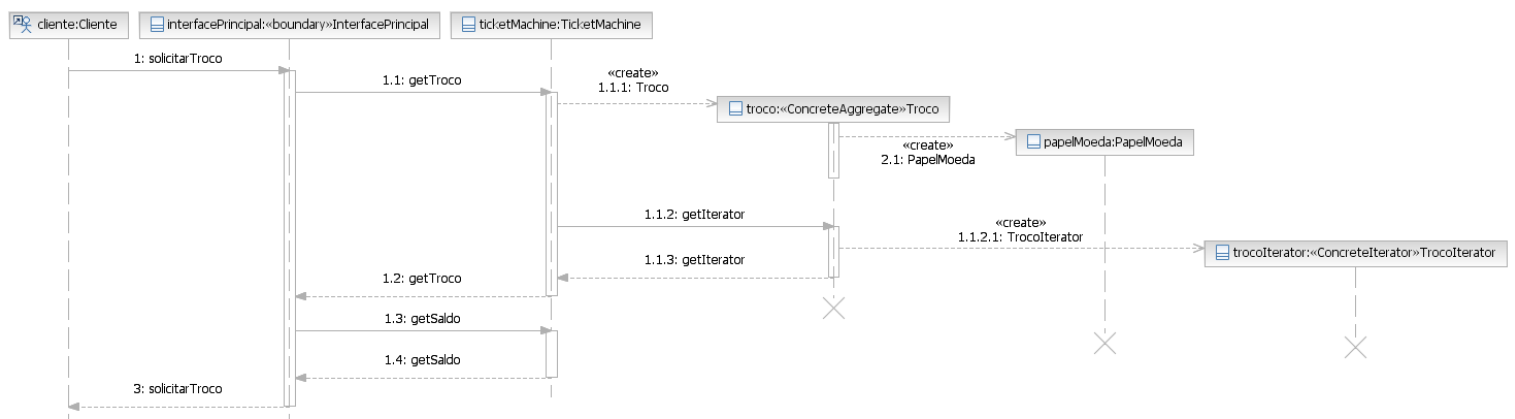 cliente:Cliente
interfacePrincipal:«boundary»InterfacePrincipal
ticketMachine:TicketMachine
1: solicitarTroco
1.1: getTroco
«create»
1.1.1: Troco
troco:«ConcreteAggregate»Troco
«create»
2.1: PapelMoeda
papelMoeda:PapelMoeda
1.1.2: getIterator
«create»
1.1.2.1: TrocoIterator
trocoIterator:«ConcreteIterator»TrocoIterator
1.1.3: getIterator
1.2: getTroco
1.3: getSaldo
1.4: getSaldo
3: solicitarTroco